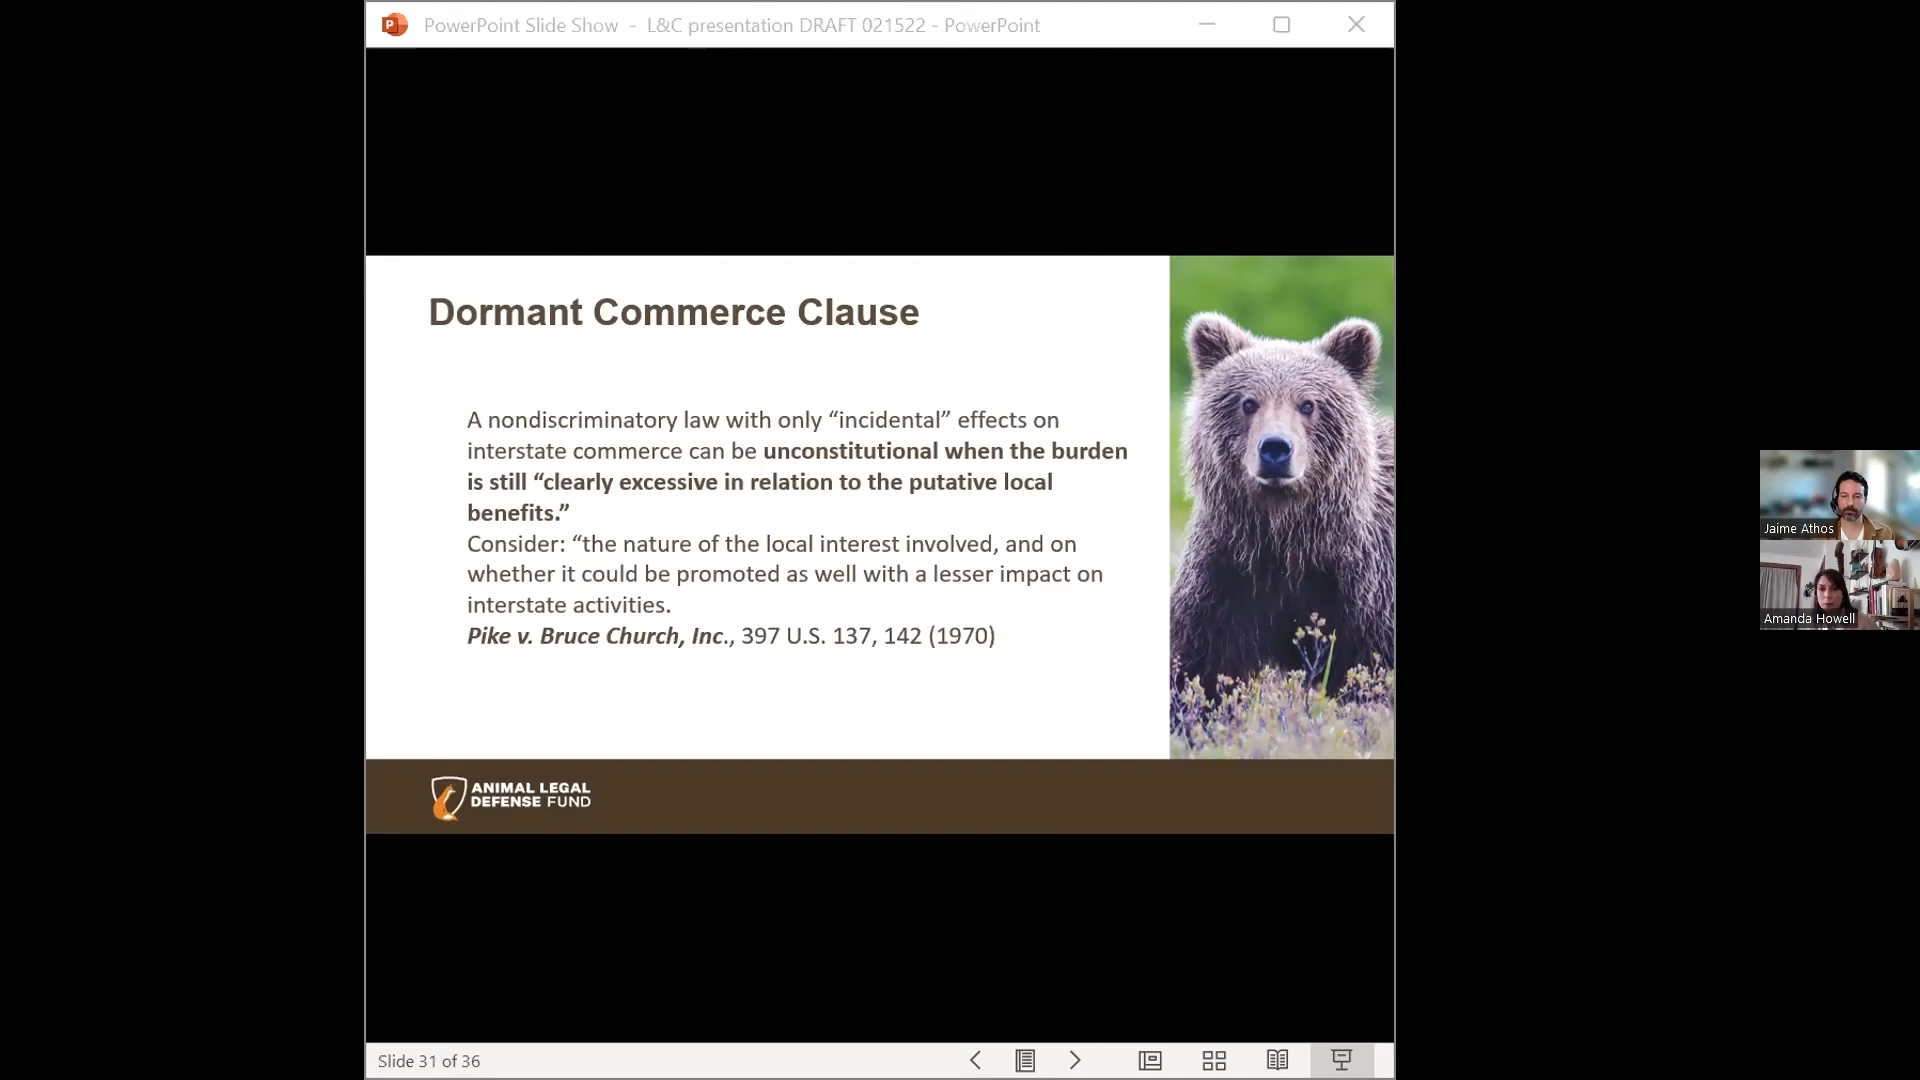 PowerPoint Slide Show - L&C presentation DRAFT 021522 - PowerPoint
Dormant Commerce Clause
A nondiscriminatory law with only “incidental” effects on
interstate commerce can be unconstitutional when the burden
is still “clearly excessive in relation to the putative local
benefits.”
Consider: “the nature of the local interest involved, and on
whether it could be promoted as well with a lesser impact on
interstate activities.
Pike v. Bruce Church, Inc., 397 U.S. 137, 142 (1970)
ANIMAL LEGAL
DEFENSE FUND
Jaime Athos
Amanda Howell
Slide 31 of 36